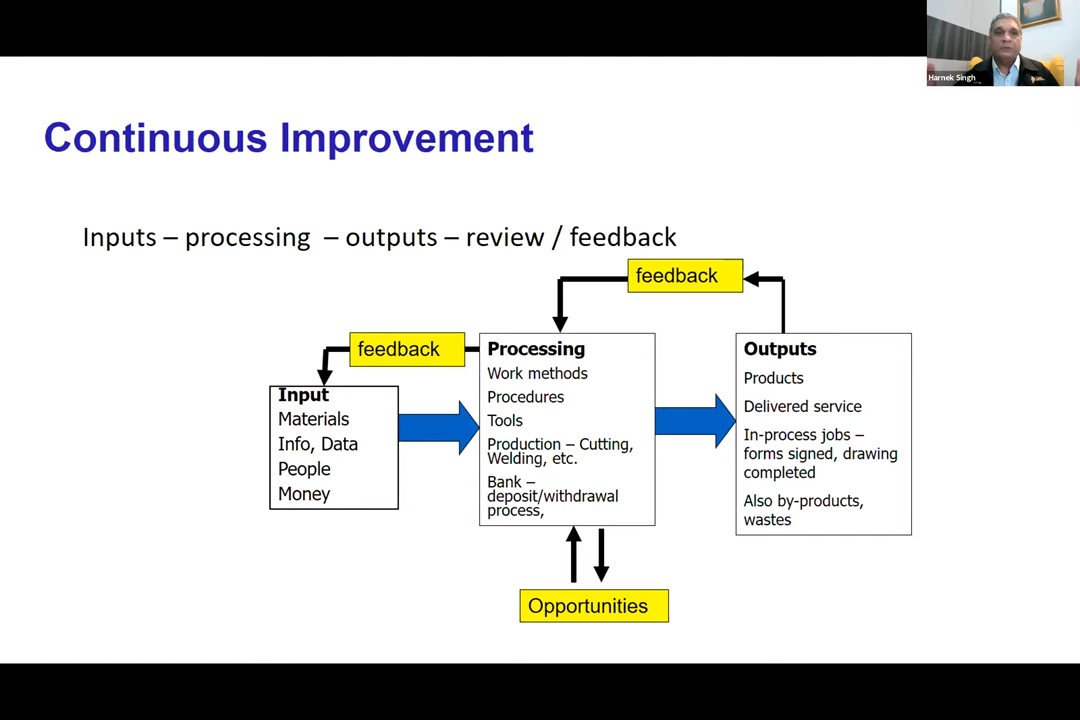 Harnek Singh
Continuous Improvement
Inputs – processing – outputs – review / feedback
feedback
feedback
Input
Materials
Info, Data
People
Money
Processing
Work methods
Procedures
Tools
Production – Cutting,
Welding, etc.
Bank –
deposit/withdrawal
process,
Outputs
Products
Delivered service
In-process jobs –
forms signed, drawing
completed
Also by-products,
wastes
Opportunities